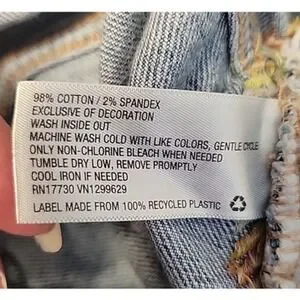 98% COTTON / 2% SPANDEX
EXCLUSIVE OF DECORATION
WASH INSIDE OUT
MACHINE WASH COLD WITH LIKE COLORS, GENTLE CYCLE
ONLY NON-CHLORINE BLEACH WHEN NEEDED
TUMBLE DRY LOW, REMOVE PROMPTLY
COOL IRON IF NEEDED
RN17730 VN1299629
LABEL MADE FROM 100% RECYCLED PLASTIC